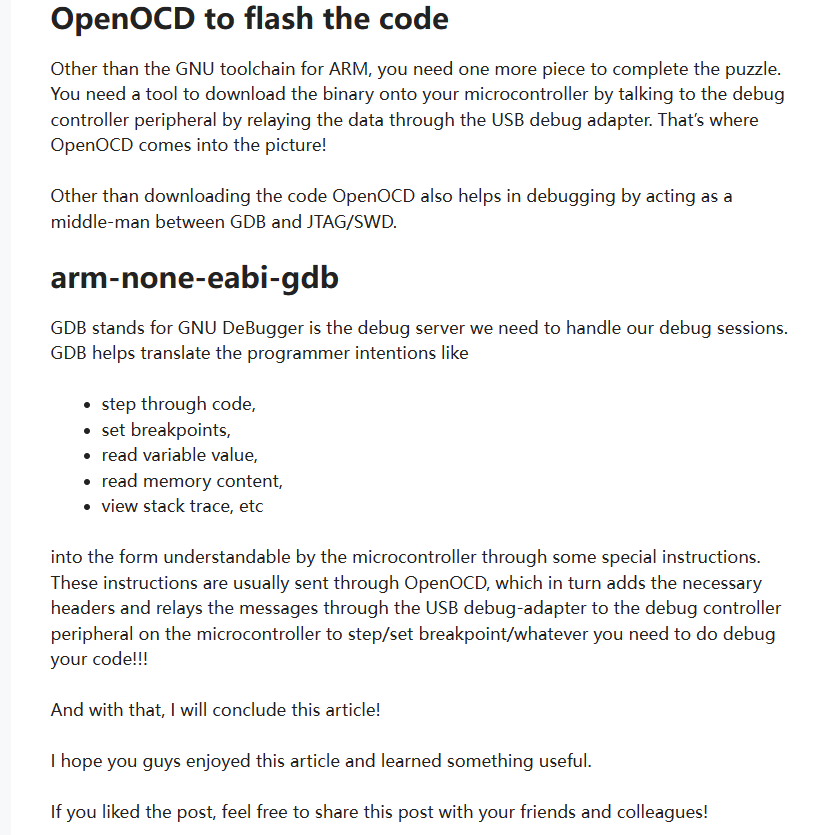 OpenOCD to flash the code
Other than the GNU toolchain for ARM, you need one more piece to complete the puzzle.
You need a tool to download the binary onto your microcontroller by talking to the debug
controller peripheral by relaying the data through the USB debug adapter. That's where
OpenOCD comes into the picture!
Other than downloading the code OpenOCD also helps in debugging by acting as a
middle-man between GDB and JTAG/SWD.
arm-none-eabi-gdb
GDB stands for GNU DeBugger is the debug server we need to handle our debug sessions.
GDB helps translate the programmer intentions like
• step through code,
• set breakpoints,
• read variable value,
• read memory content,
• view stack trace, etc
into the form understandable by the microcontroller through some special instructions.
These instructions are usually sent through OpenOCD, which in turn adds the necessary
headers and relays the messages through the USB debug-adapter to the debug controller
peripheral on the microcontroller to step/set breakpoint/whatever you need to do debug
your code!!!
And with that, I will conclude this article!
I hope you guys enjoyed this article and learned something useful.
If you liked the post, feel free to share this post with your friends and colleagues!